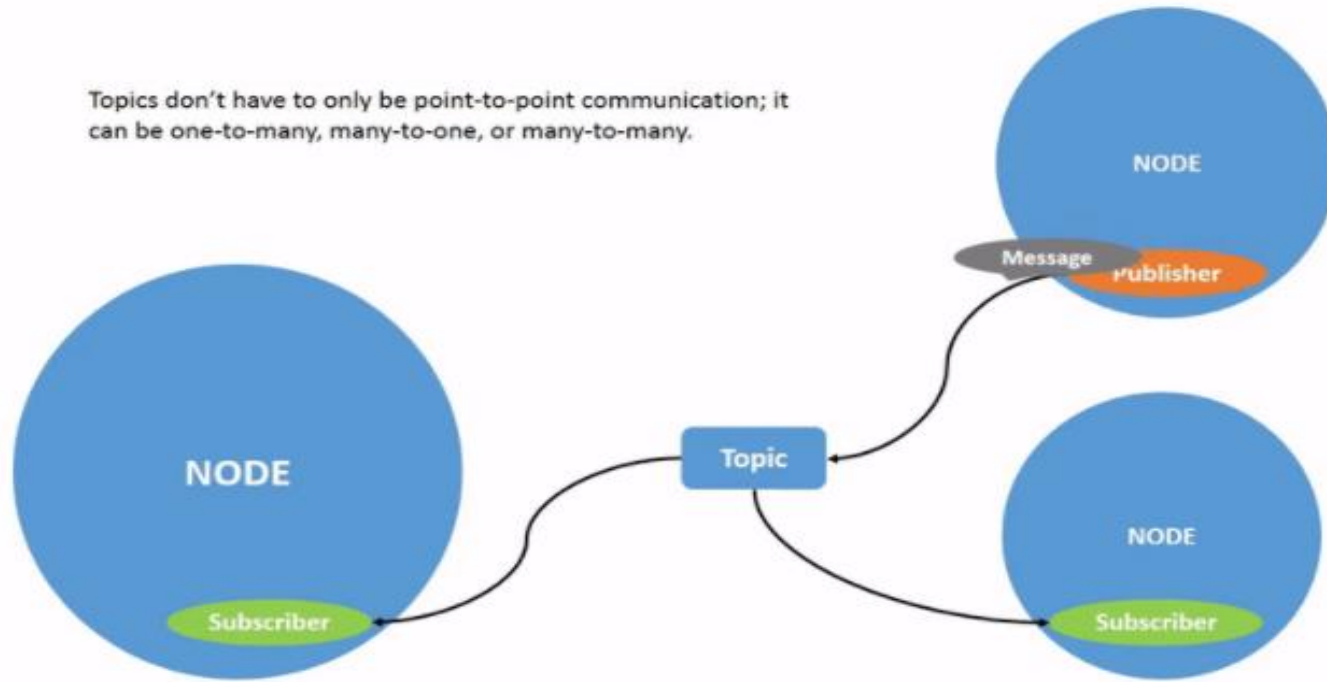 Topics don't have to only be point-to-point communication; it
can be one-to-many, many-to-one, or many-to-many.
NODE
Message
Publisher
Topic
NODE
NODE
Subscriber
Subscriber